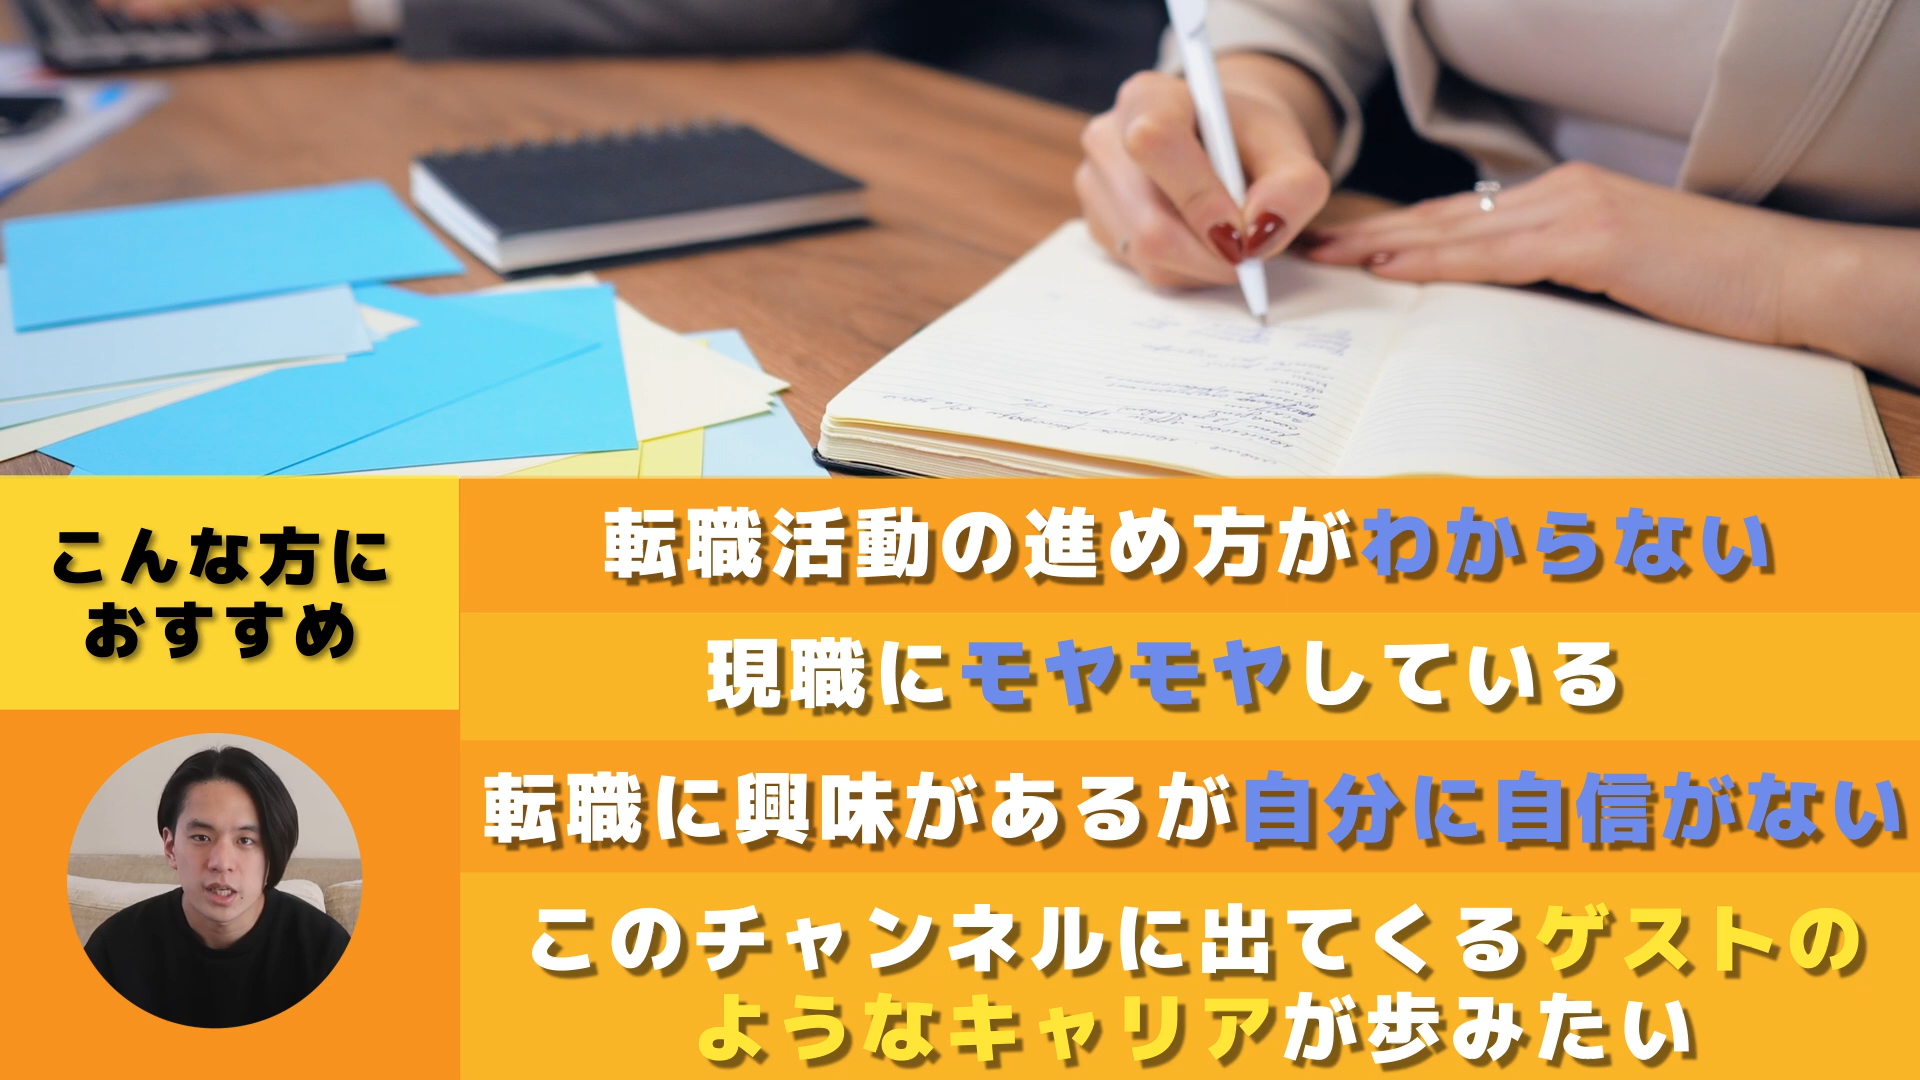 こんな方に
おすすめ
転職活動の進め方がわからない
現職にモヤモヤしている
転職に興味があるが自分に自信がない
このチャンネルに出てくるゲストの
ようなキャリアが歩みたい